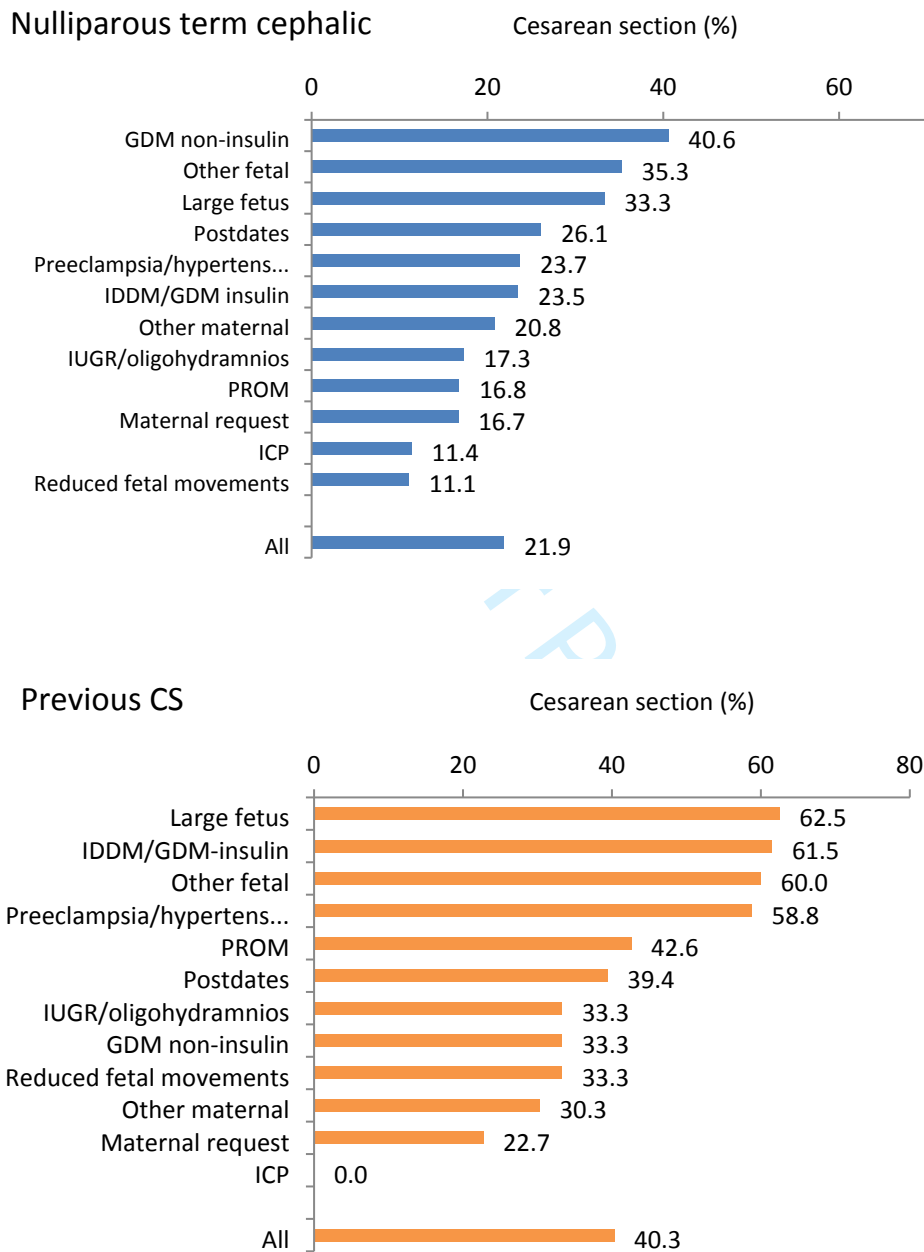 Nulliparous term cephalic Cesarean section (%)
0 20 40 60
GDM non-insulin 40.6
Other fetal 35.3
Large fetus 33.3
Postdates 26.1
Preeclampsia/hypertens... 23.7
IDDM/GDM insulin 23.5
Other maternal 20.8
IUGR/oligohydramnios 17.3
PROM 16.8
Maternal request 16.7
ICP 11.4
Reduced fetal movements 11.1
All 21.9
Previous CS Cesarean section (%)
0 20 40 60 80
Large fetus 62.5
IDDM/GDM-insulin 61.5
Other fetal 60.0
Preeclampsia/hypertens... 58.8
PROM 42.6
Postdates 39.4
IUGR/oligohydramnios 33.3
GDM non-insulin 33.3
Reduced fetal movements 33.3
Other maternal 30.3
Maternal request 22.7
ICP 0.0
All 40.3